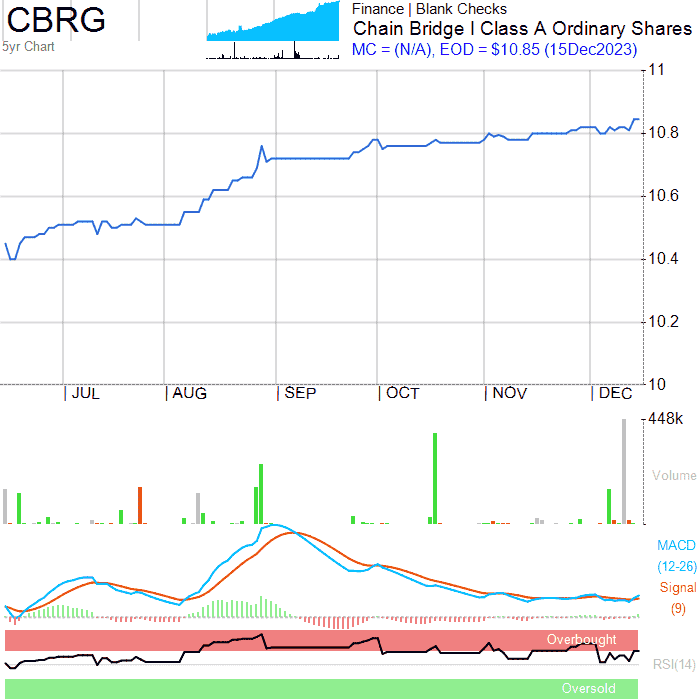 CBRG
5yr Chart
Finance | Blank Checks
Chain Bridge I Class A Ordinary Shares
MC = (N/A), EOD = $10.85 (15Dec2023)
11
10.8
10.6
10.4
10.2
10
JUL AUG SEP OCT NOV DEC
448k
Volume
MACD
(12-26)
Signal
(9)
Overbought
RSI(14)
Oversold